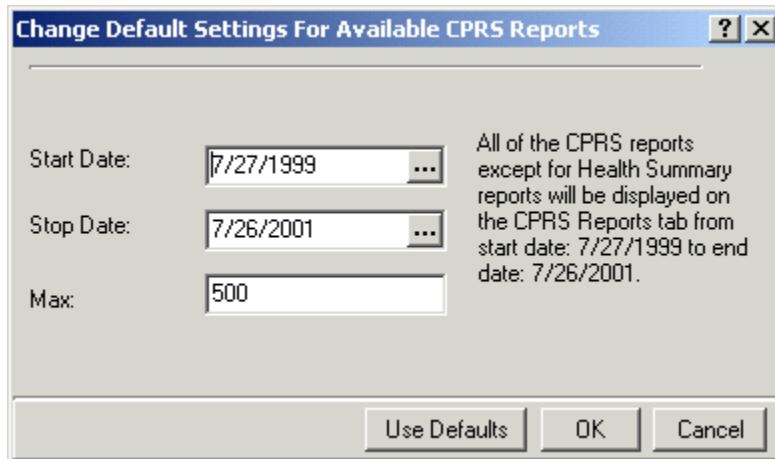 Change Default Settings For Available CPRS Reports
? X
Start Date:
7/27/1999 ...
Stop Date:
7/26/2001 ...
Max:
500
All of the CPRS reports
except for Health Summary
reports will be displayed on
the CPRS Reports tab from
start date: 7/27/1999 to end
date: 7/26/2001.
Use Defaults
OK
Cancel